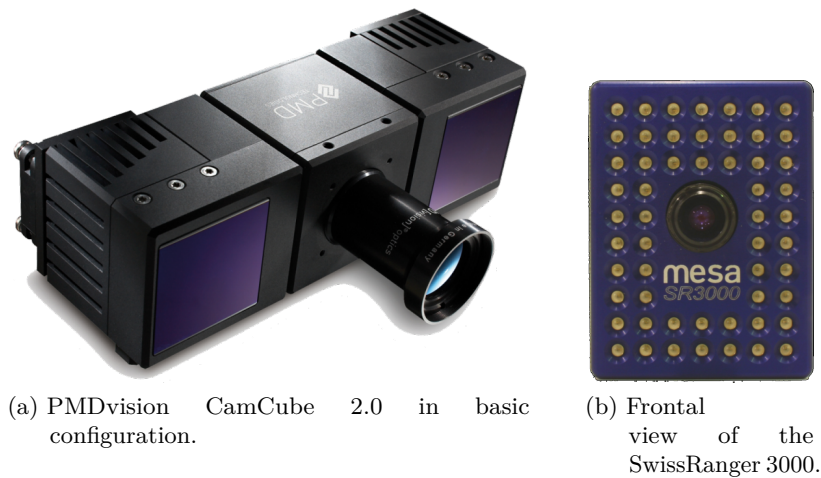 PMD
mesa
SR3000
(a) PMDvision CamCube 2.0 in basic
configuration.
(b) Frontal
view of the
SwissRanger 3000.